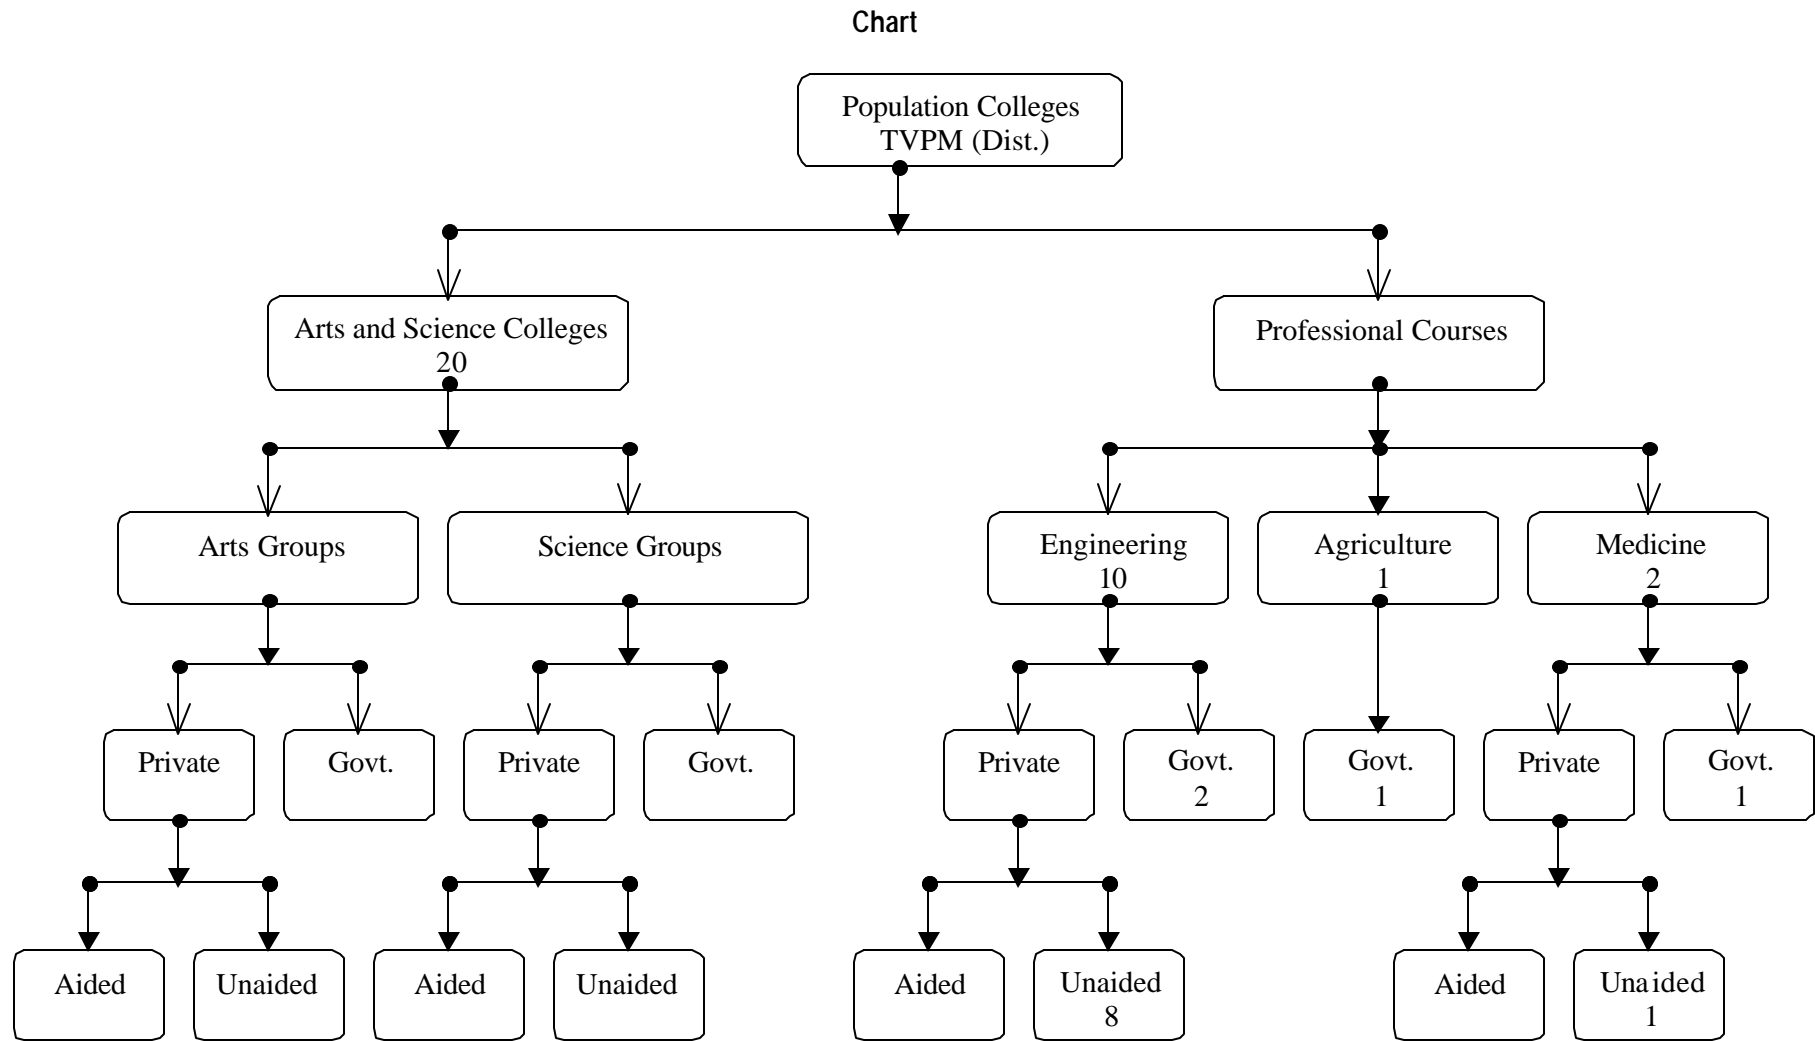 Chart
Population Colleges
TVPM (Dist.)
Arts and Science Colleges
20
Professional Courses
Arts Groups
Science Groups
Engineering
10
Agriculture
1
Medicine
2
Private
Govt.
Private
Govt.
Private
Govt.
2
Govt.
1
Private
Govt.
1
Aided
Unaided
Aided
Unaided
Aided
Unaided
8
Aided
Unaided
1